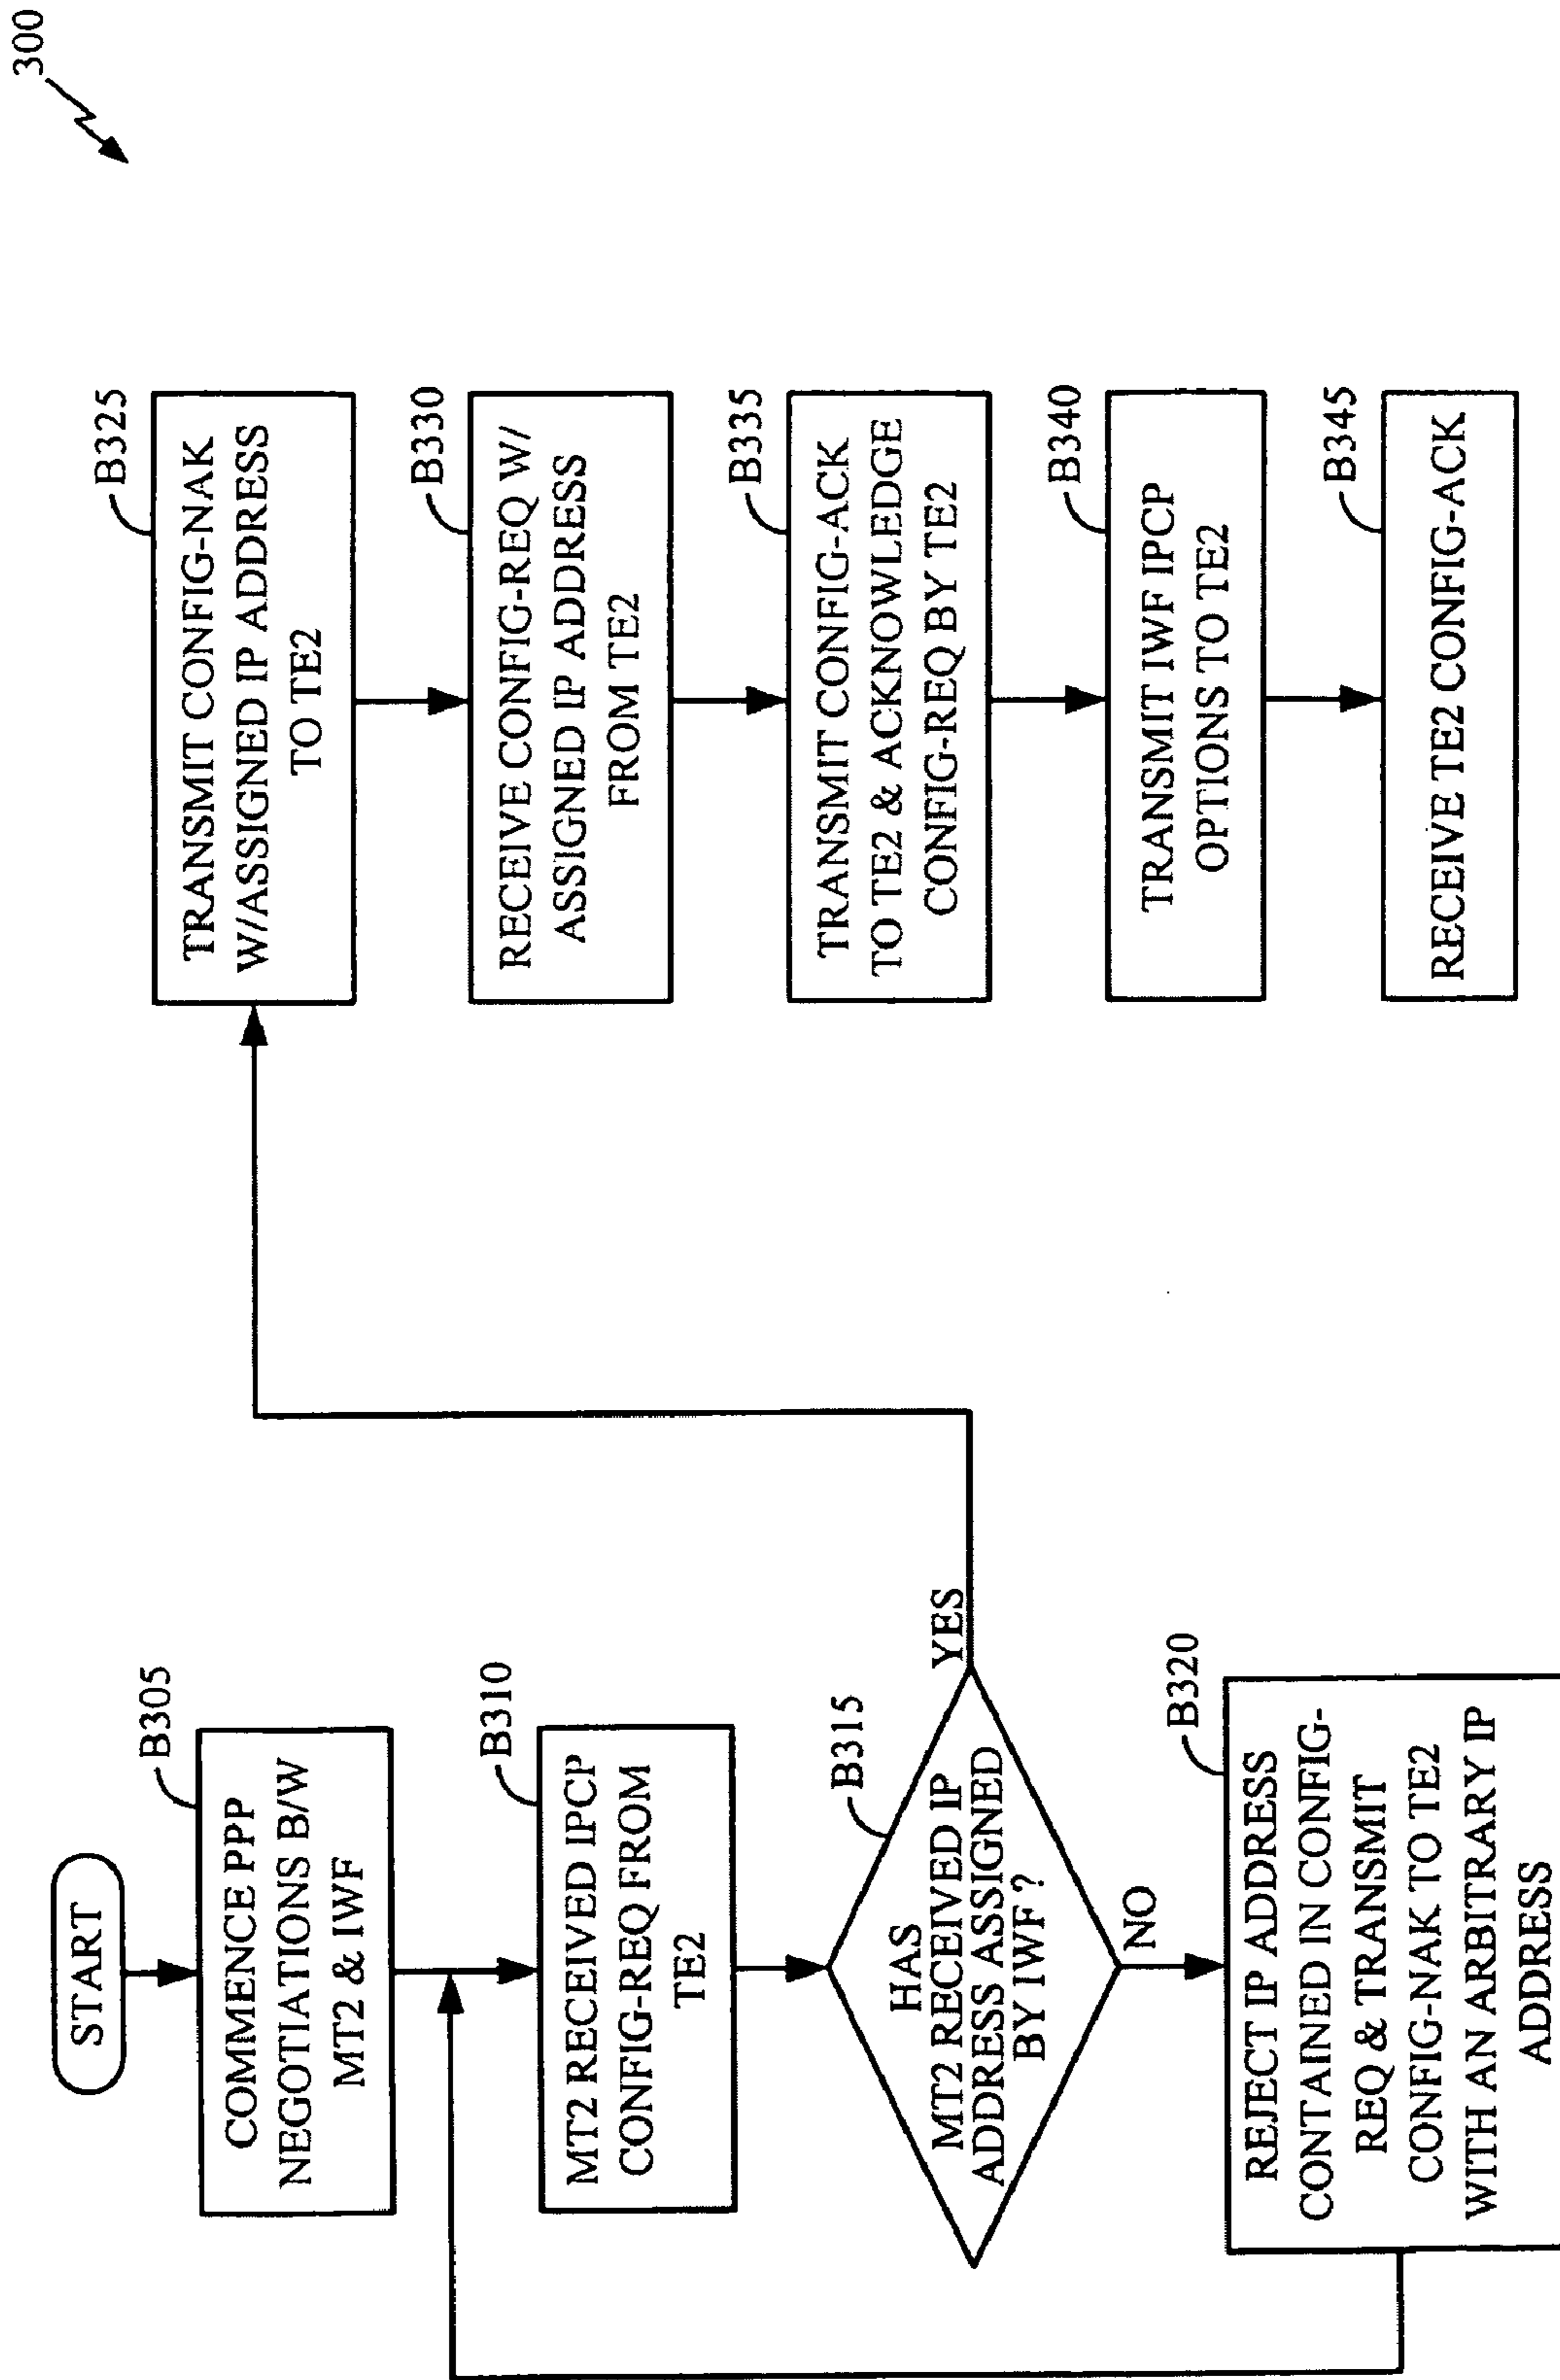 300
START
B305
COMMENCE PPP
NEGOTIATIONS B/W
MT2 & IWF
B310
MT2 RECEIVED IPCP
CONFIG-REQ FROM
TE2
B315
HAS
MT2 RECEIVED IP
ADDRESS ASSIGNED
BY IWF ?
YES
NO
B320
REJECT IP ADDRESS
CONTAINED IN CONFIG-
REQ & TRANSMIT
CONFIG-NAK TO TE2
WITH AN ARBITRARY IP
ADDRESS
B325
TRANSMIT CONFIG-NAK
W/ASSIGNED IP ADDRESS
TO TE2
B330
RECEIVE CONFIG-REQ W/
ASSIGNED IP ADDRESS
FROM TE2
B335
TRANSMIT CONFIG-ACK
TO TE2 & ACKNOWLEDGE
CONFIG-REQ BY TE2
B340
TRANSMIT IWF IPCP
OPTIONS TO TE2
B345
RECEIVE TE2 CONFIG-ACK